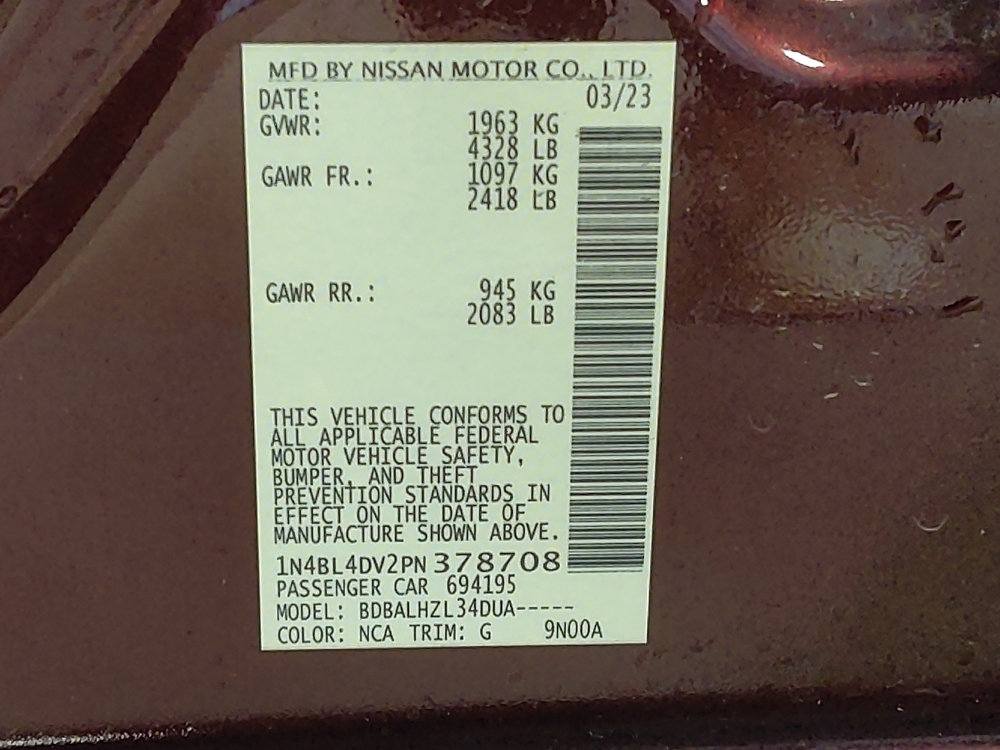 MFD BY NISSAN MOTOR CO., LTD.
DATE: 03/23
GVWR: 1963 KG
4328 LB
GAWR FR.: 1097 KG
2418 LB
GAWR RR.: 945 KG
2083 LB
THIS VEHICLE CONFORMS TO
ALL APPLICABLE FEDERAL
MOTOR VEHICLE SAFETY,
BUMPER, AND THEFT
PREVENTION STANDARDS IN
EFFECT ON THE DATE OF
MANUFACTURE SHOWN ABOVE.
1N4BL4DV2PN378708
PASSENGER CAR 694195
MODEL: BDBALHZL34DUA-----
COLOR: NCA TRIM: G 9N00A